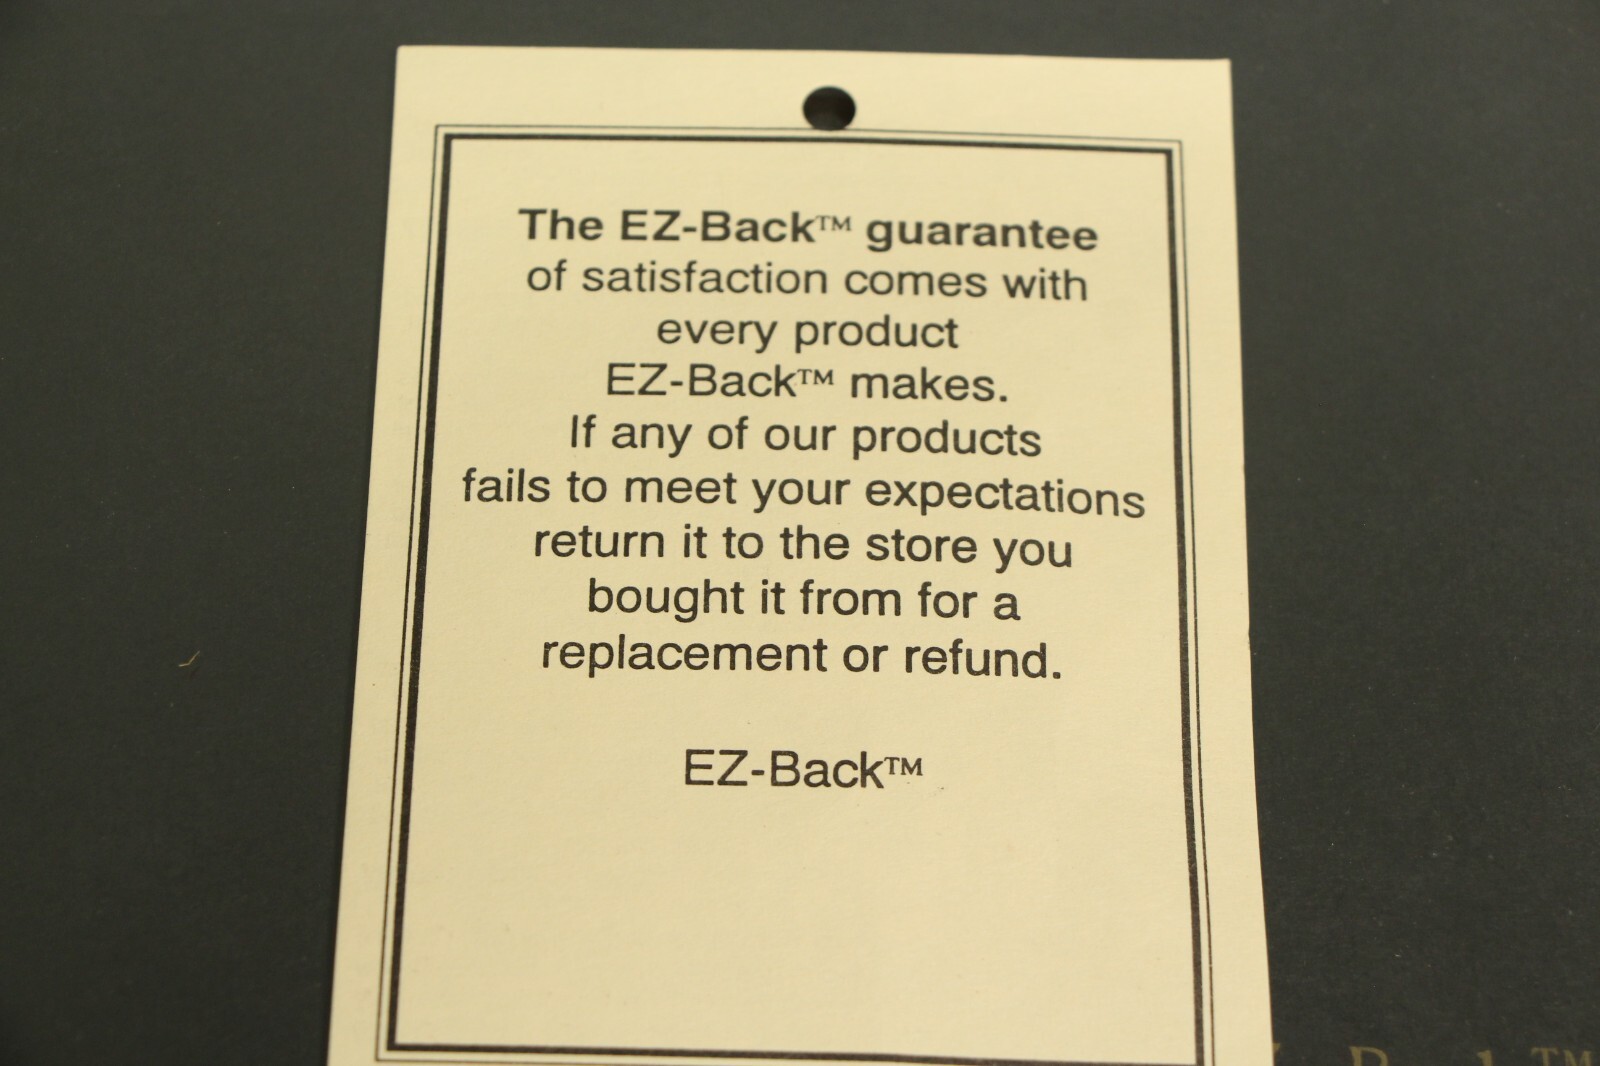 The EZ-Back™ guarantee
of satisfaction comes with
every product
EZ-Back™ makes.
If any of our products
fails to meet your expectations
return it to the store you
bought it from for a
replacement or refund.
EZ-Back™